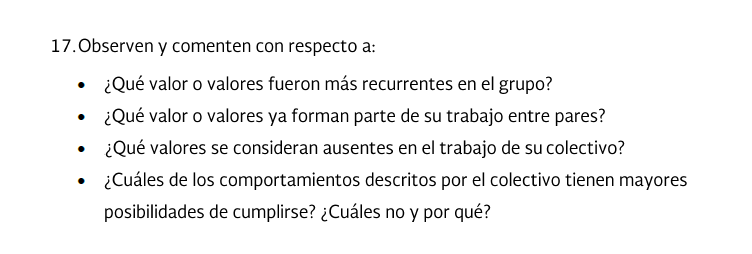 17. Observen y comenten con respecto a:
• ¿Qué valor o valores fueron más recurrentes en el grupo?
• ¿Qué valor o valores ya forman parte de su trabajo entre pares?
• ¿Qué valores se consideran ausentes en el trabajo de su colectivo?
• ¿Cuáles de los comportamientos descritos por el colectivo tienen mayores
posibilidades de cumplirse? ¿Cuáles no y por qué?